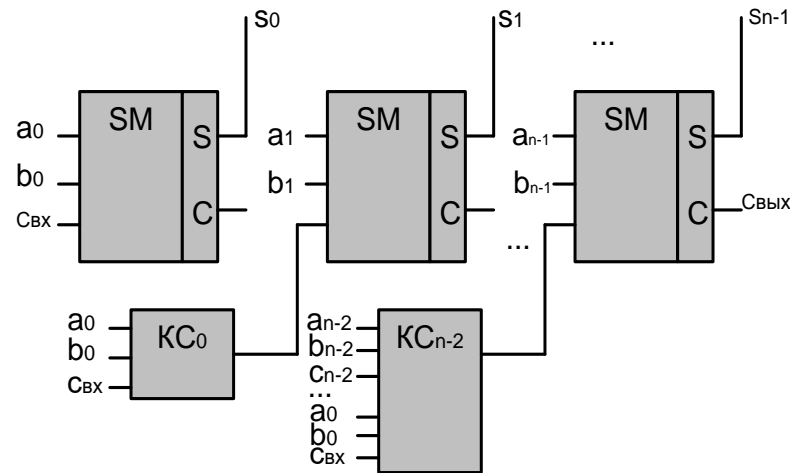 s0 s1 ... Sn-1
SM SM SM
a0 S a1 S an-1 S
b0 b1 bn-1
Cвх C C C Cвых
...
a0 КС0 an-2 КСn-2
b0 bn-2
cвх cn-2
...
a0
b0
cвх